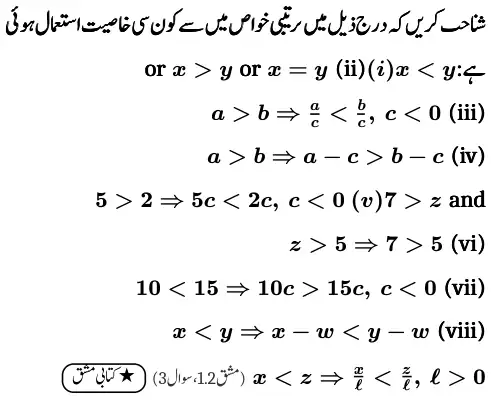 شناخت کریں کہ درج ذیل میں ترتیبی خواص میں سے کون سی خاصیت استعمال ہوئی
ہے:(i)x < y or x > y or x = y (ii)
a > b ⇒ a/c < b/c, c < 0 (iii)
a > b ⇒ a − c > b − c (iv)
5 > 2 ⇒ 5c < 2c, c < 0 (v)7 > z and
z > 5 ⇒ 7 > 5 (vi)
10 < 15 ⇒ 10c > 15c, c < 0 (vii)
x < y ⇒ x − w < y − w (viii)
x < z ⇒ x/ℓ < z/ℓ, ℓ > 0 (مشق 1.2، سوال 3) ★ کتابی مشق